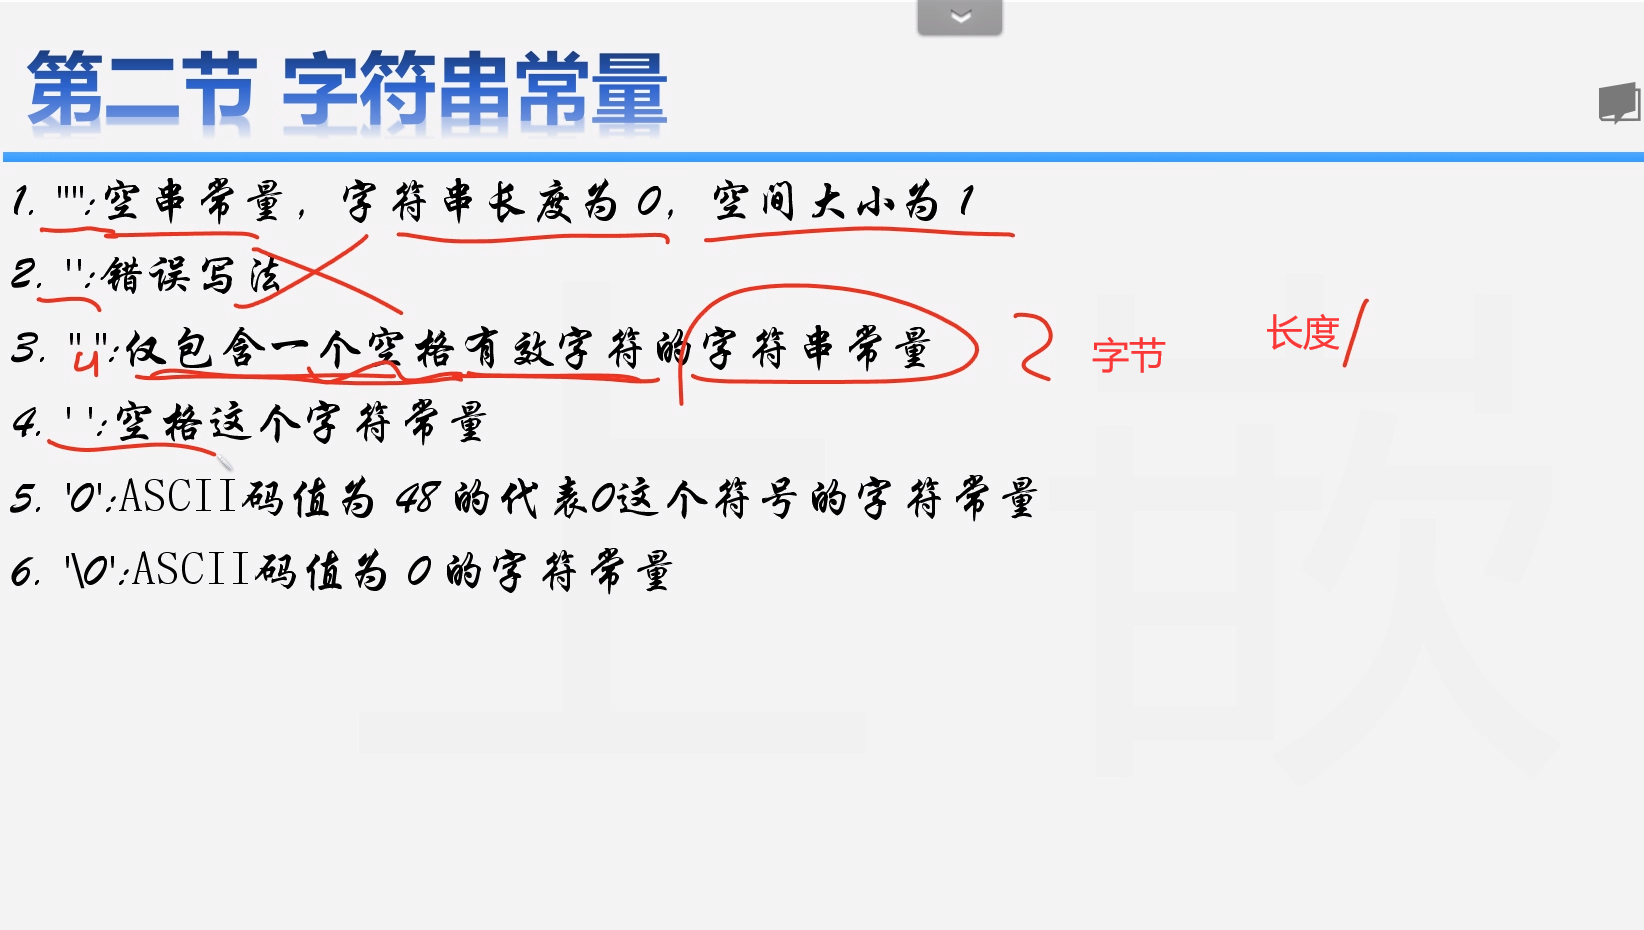 第二节 字符串常量
1. "":空串常量，字符串长度为0，空间大小为1
2. '':错误写法
3. " ":仅包含一个空格有效字符的字符串常量 2 字节 长度1
4. ' ':空格这个字符常量
5. '0':ASCII码值为48的代表0这个符号的字符常量
6. '\0':ASCII码值为0的字符常量